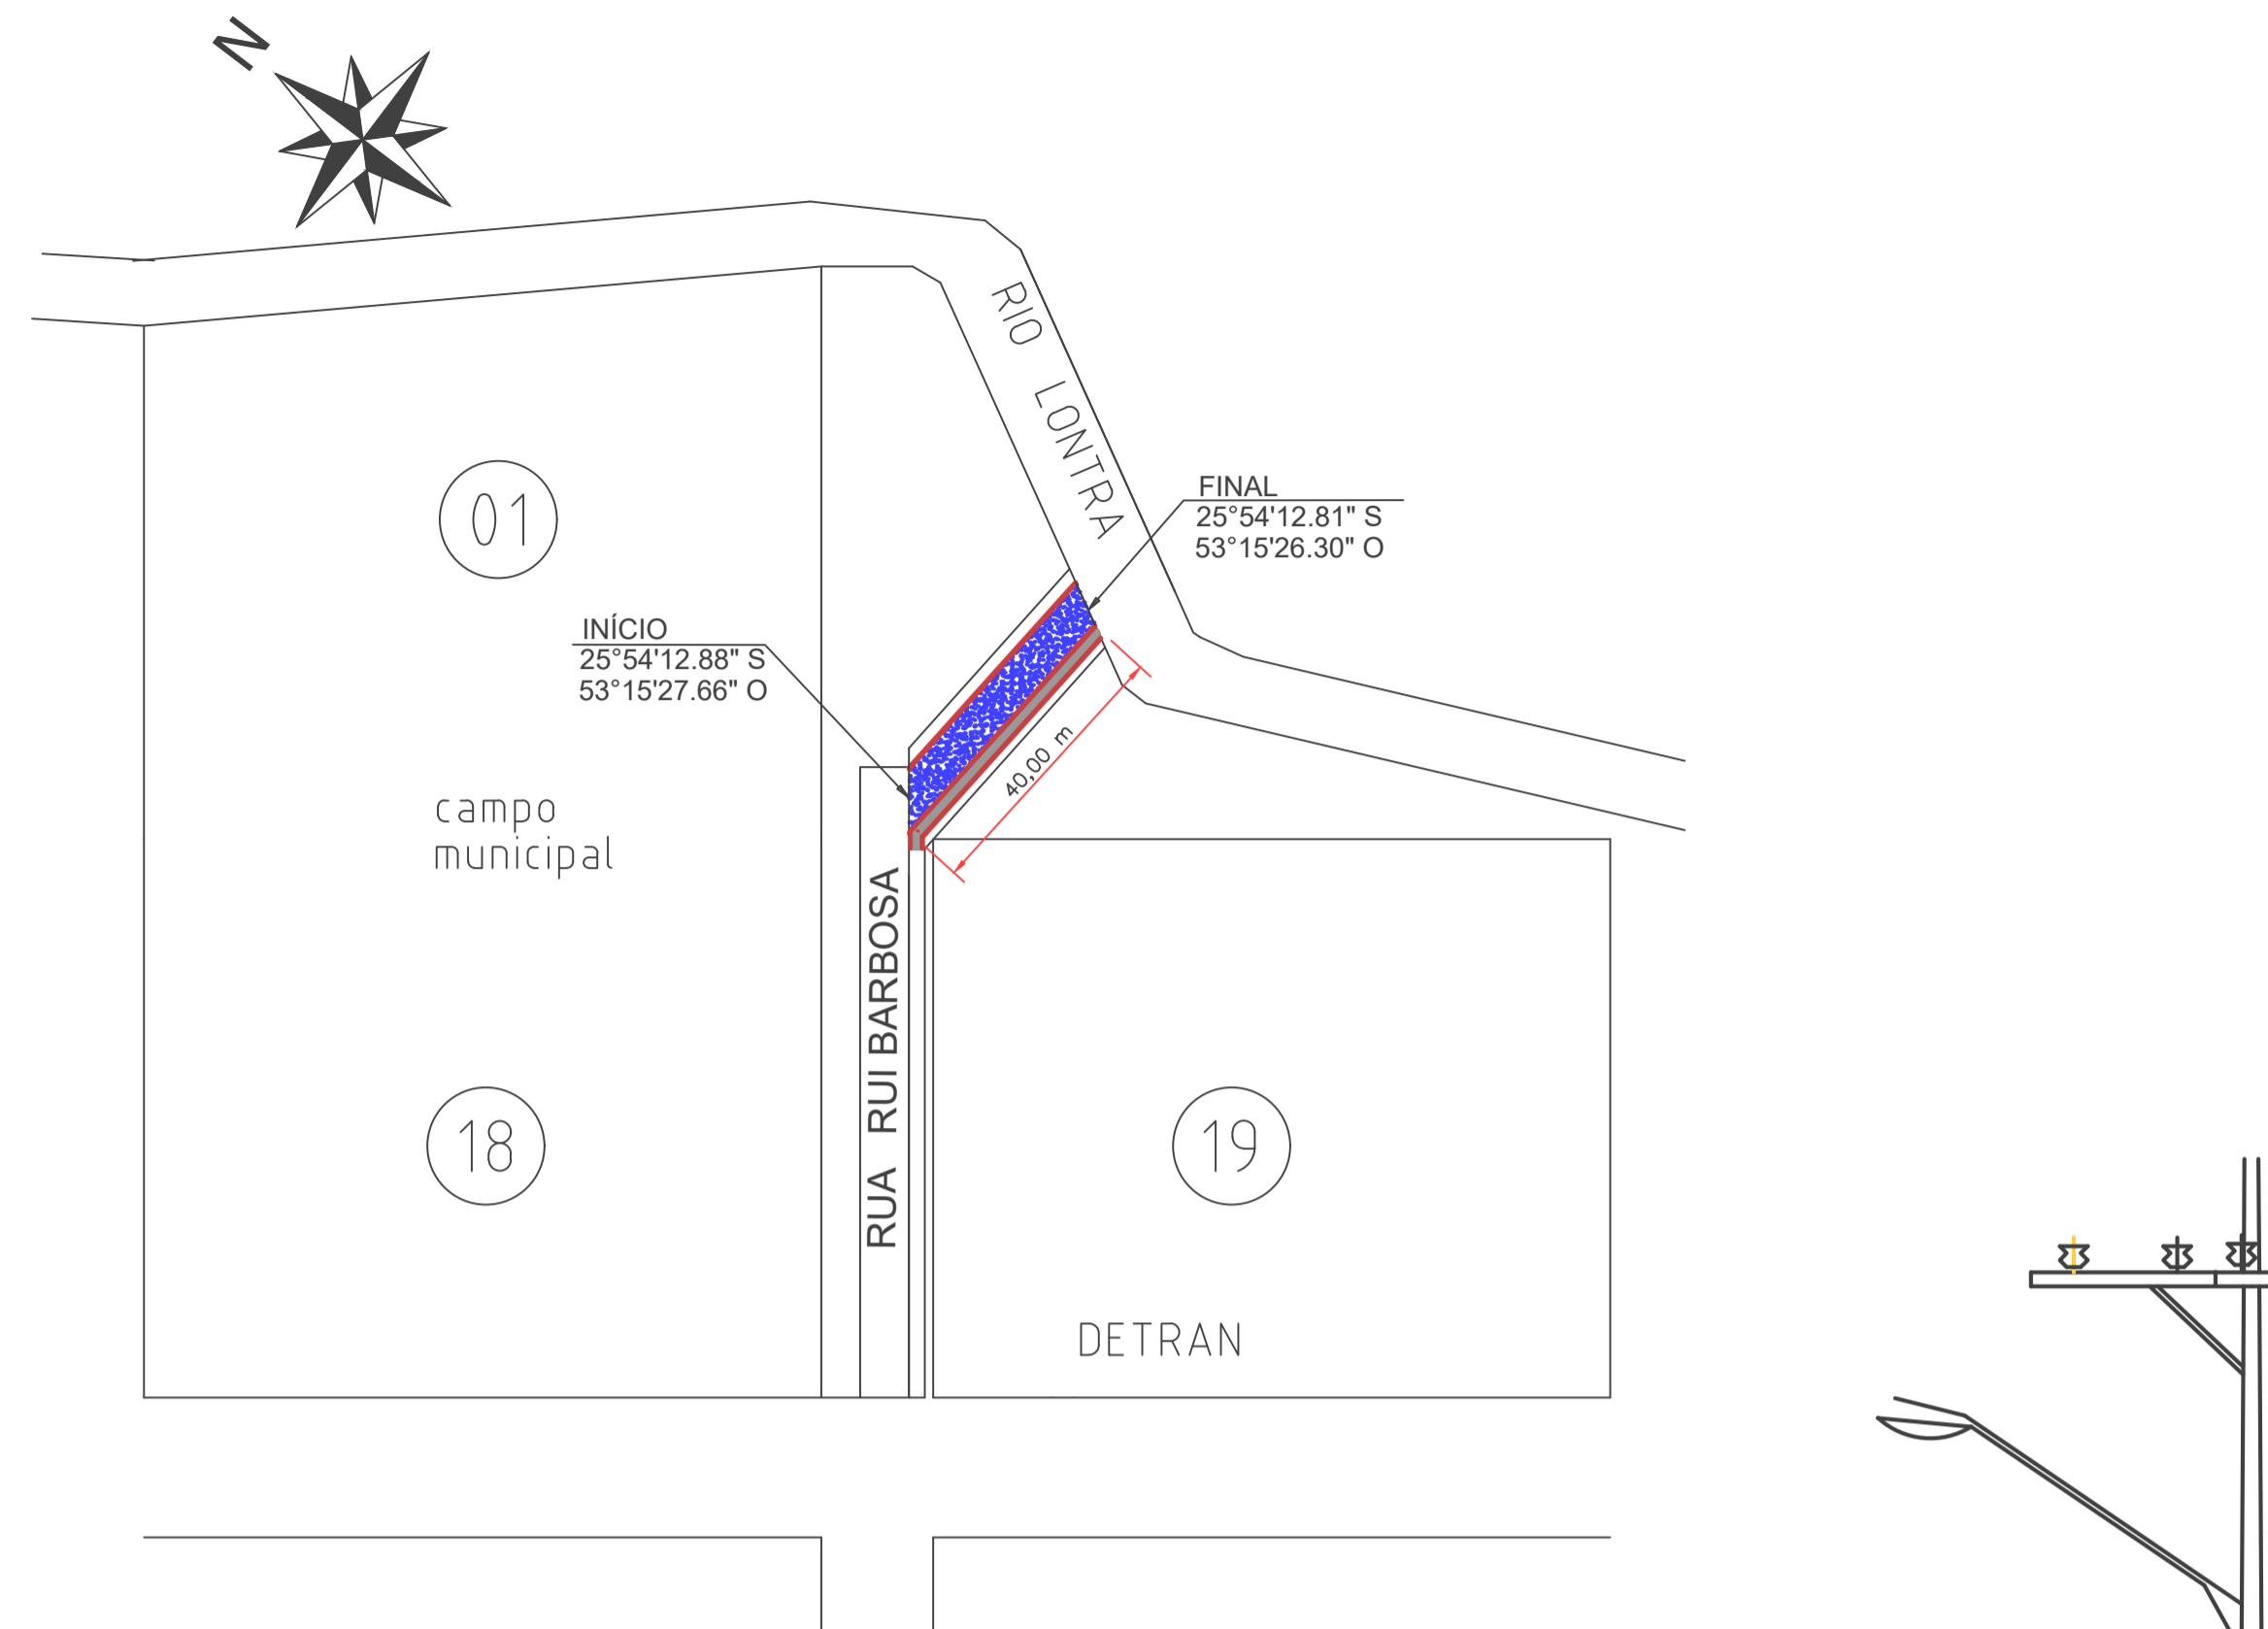 N
RIO LONTRA
01
FINAL
25°54'12.81" S
53°15'26.30" O
INÍCIO
25°54'12.88" S
53°15'27.66" O
40,00 m
campo
municipal
RUA RUI BARBOSA
18
19
DETRAN